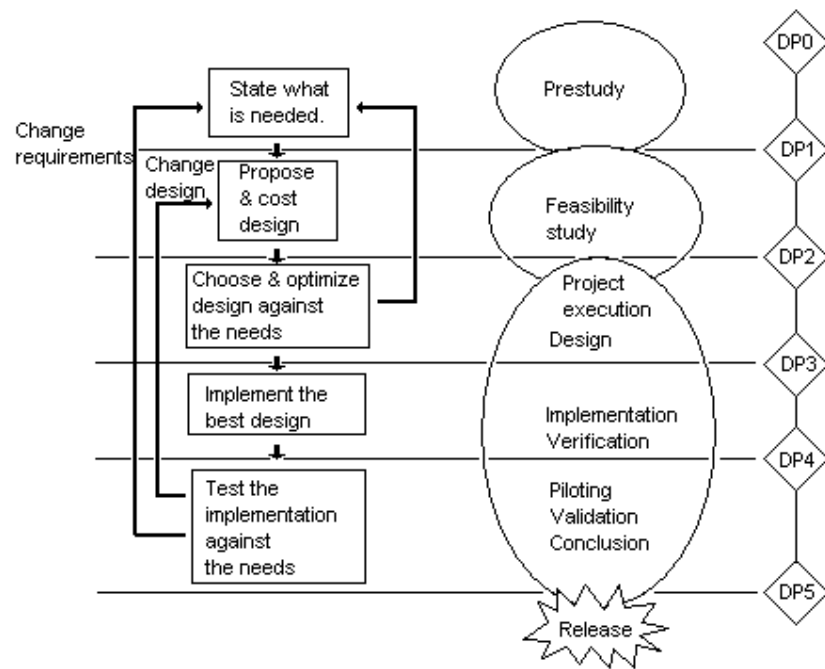 DP0
State what
is needed.
Prestudy
Change
requirements
DP1
Change
design
Propose
& cost
design
Feasibility
study
DP2
Choose & optimize
design against
the needs
Project
execution
Design
DP3
Implement the
best design
Implementation
Verification
DP4
Test the
implementation
against
the needs
Piloting
Validation
Conclusion
DP5
Release